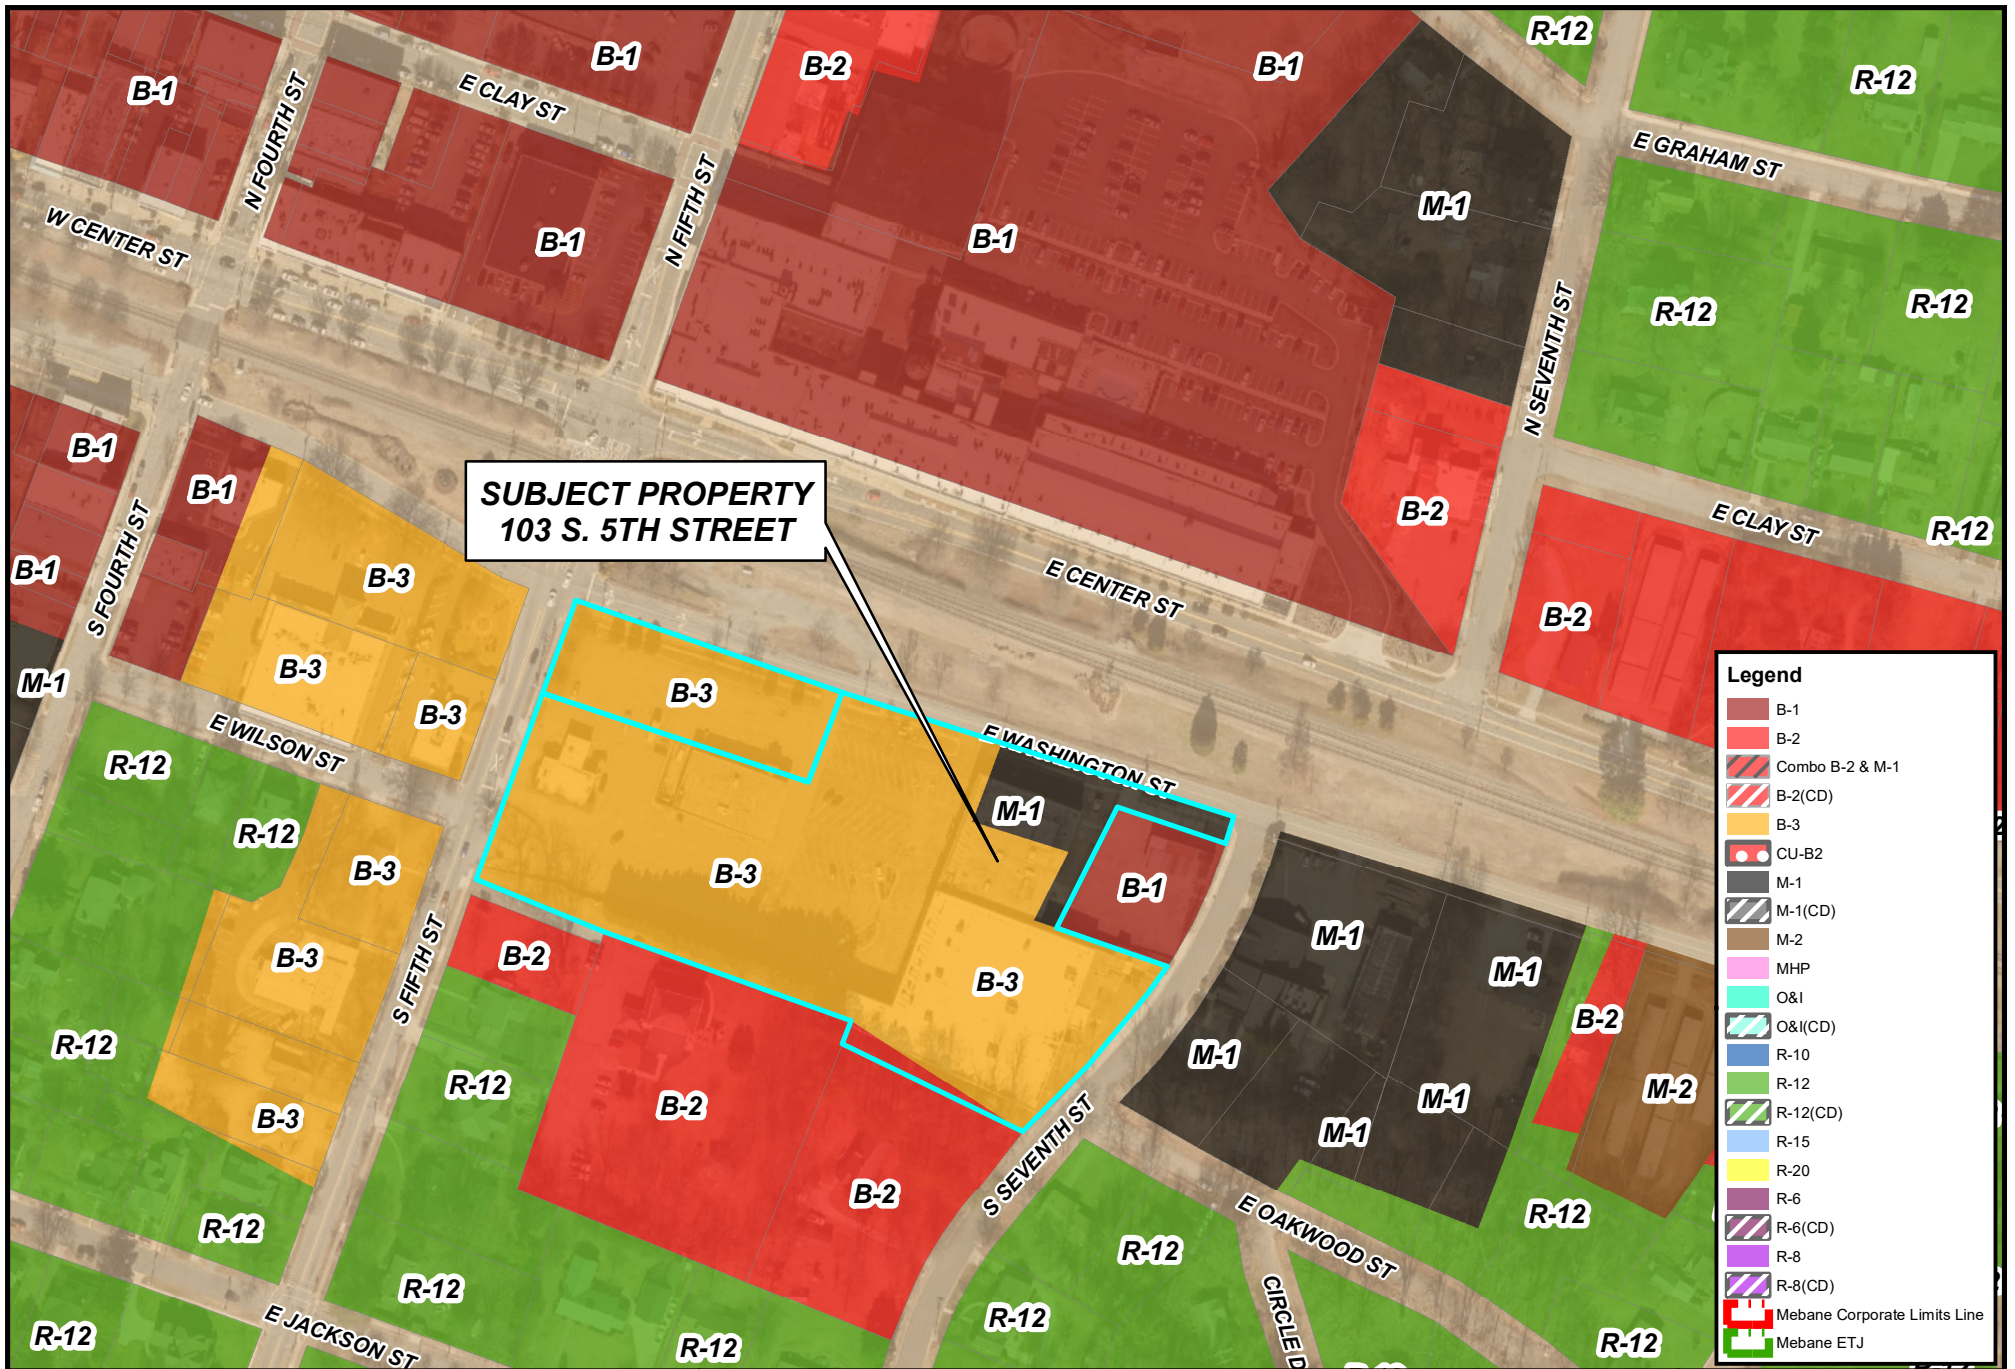 R-12
B-1
B-2
B-1
R-12
B-1
E CLAY ST
N FOURTH ST
E GRAHAM ST
N FIFTH ST
M-1
W CENTER ST
B-1
B-1
R-12
R-12
N SEVENTH ST
B-1
B-1
SUBJECT PROPERTY
103 S. 5TH STREET
B-2
E CLAY ST
R-12
S FOURTH ST
B-1
B-3
E CENTER ST
B-2
B-3
M-1
B-3
B-3
E WILSON ST
E WASHINGTON ST
R-12
R-12
M-1
B-3
B-3
B-1
S FIFTH ST
B-2
B-3
B-3
M-1
M-1
B-2
R-12
M-1
R-12
B-2
M-1
M-1
M-2
B-3
S SEVENTH ST
B-2
R-12
R-12
E OAKWOOD ST
R-12
R-12
CIRCLE D
R-12
E JACKSON ST
R-12
R-12
R-12
Legend
B-1
B-2
Combo B-2 & M-1
B-2(CD)
B-3
CU-B2
M-1
M-1(CD)
M-2
MHP
O&I
O&I(CD)
R-10
R-12
R-12(CD)
R-15
R-20
R-6
R-6(CD)
R-8
R-8(CD)
Mebane Corporate Limits Line
Mebane ETJ